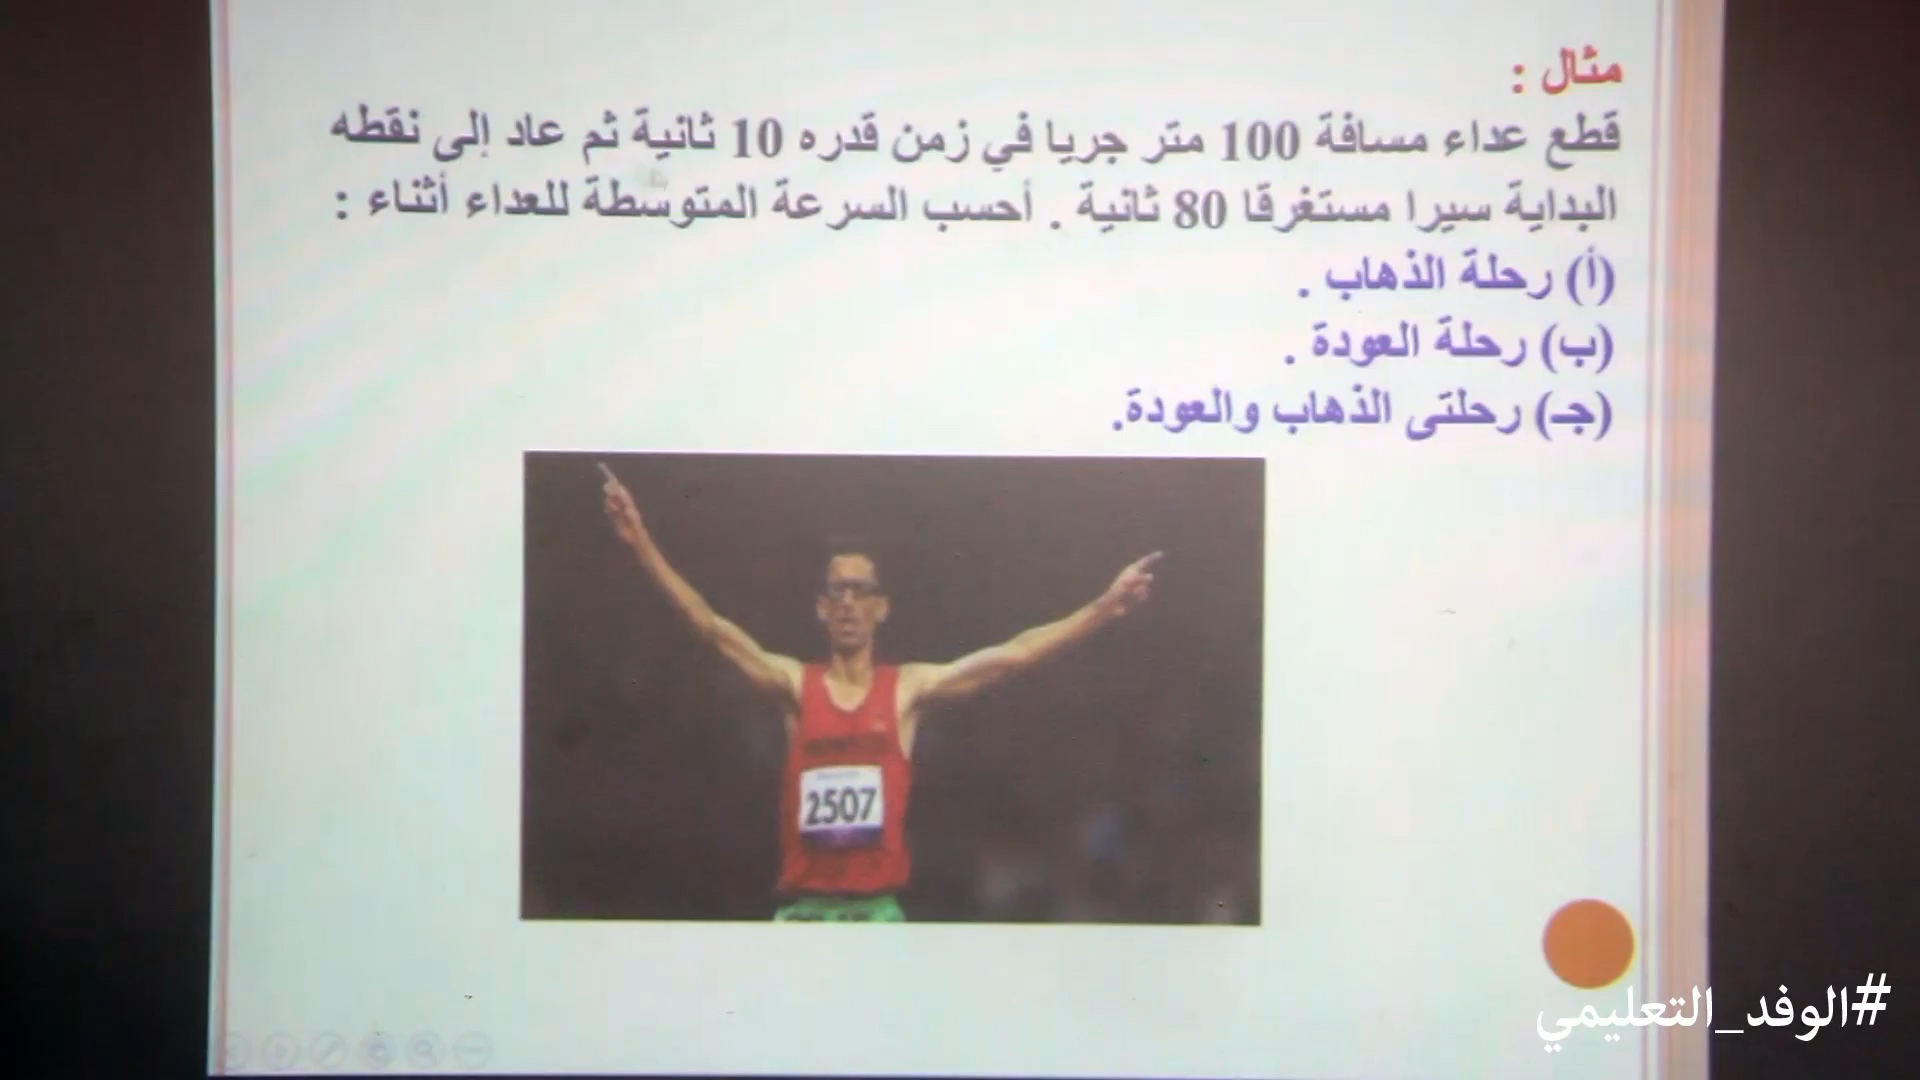 مثال :
قطع عداء مسافة 100 متر جريا في زمن قدره 10 ثانية ثم عاد إلى نقطه
البداية سيرا مستغرقا 80 ثانية . أحسب السرعة المتوسطة للعداء أثناء :
(أ) رحلة الذهاب .
(ب) رحلة العودة .
(جـ) رحلتى الذهاب والعودة.
2507
#الوفد_التعليمي